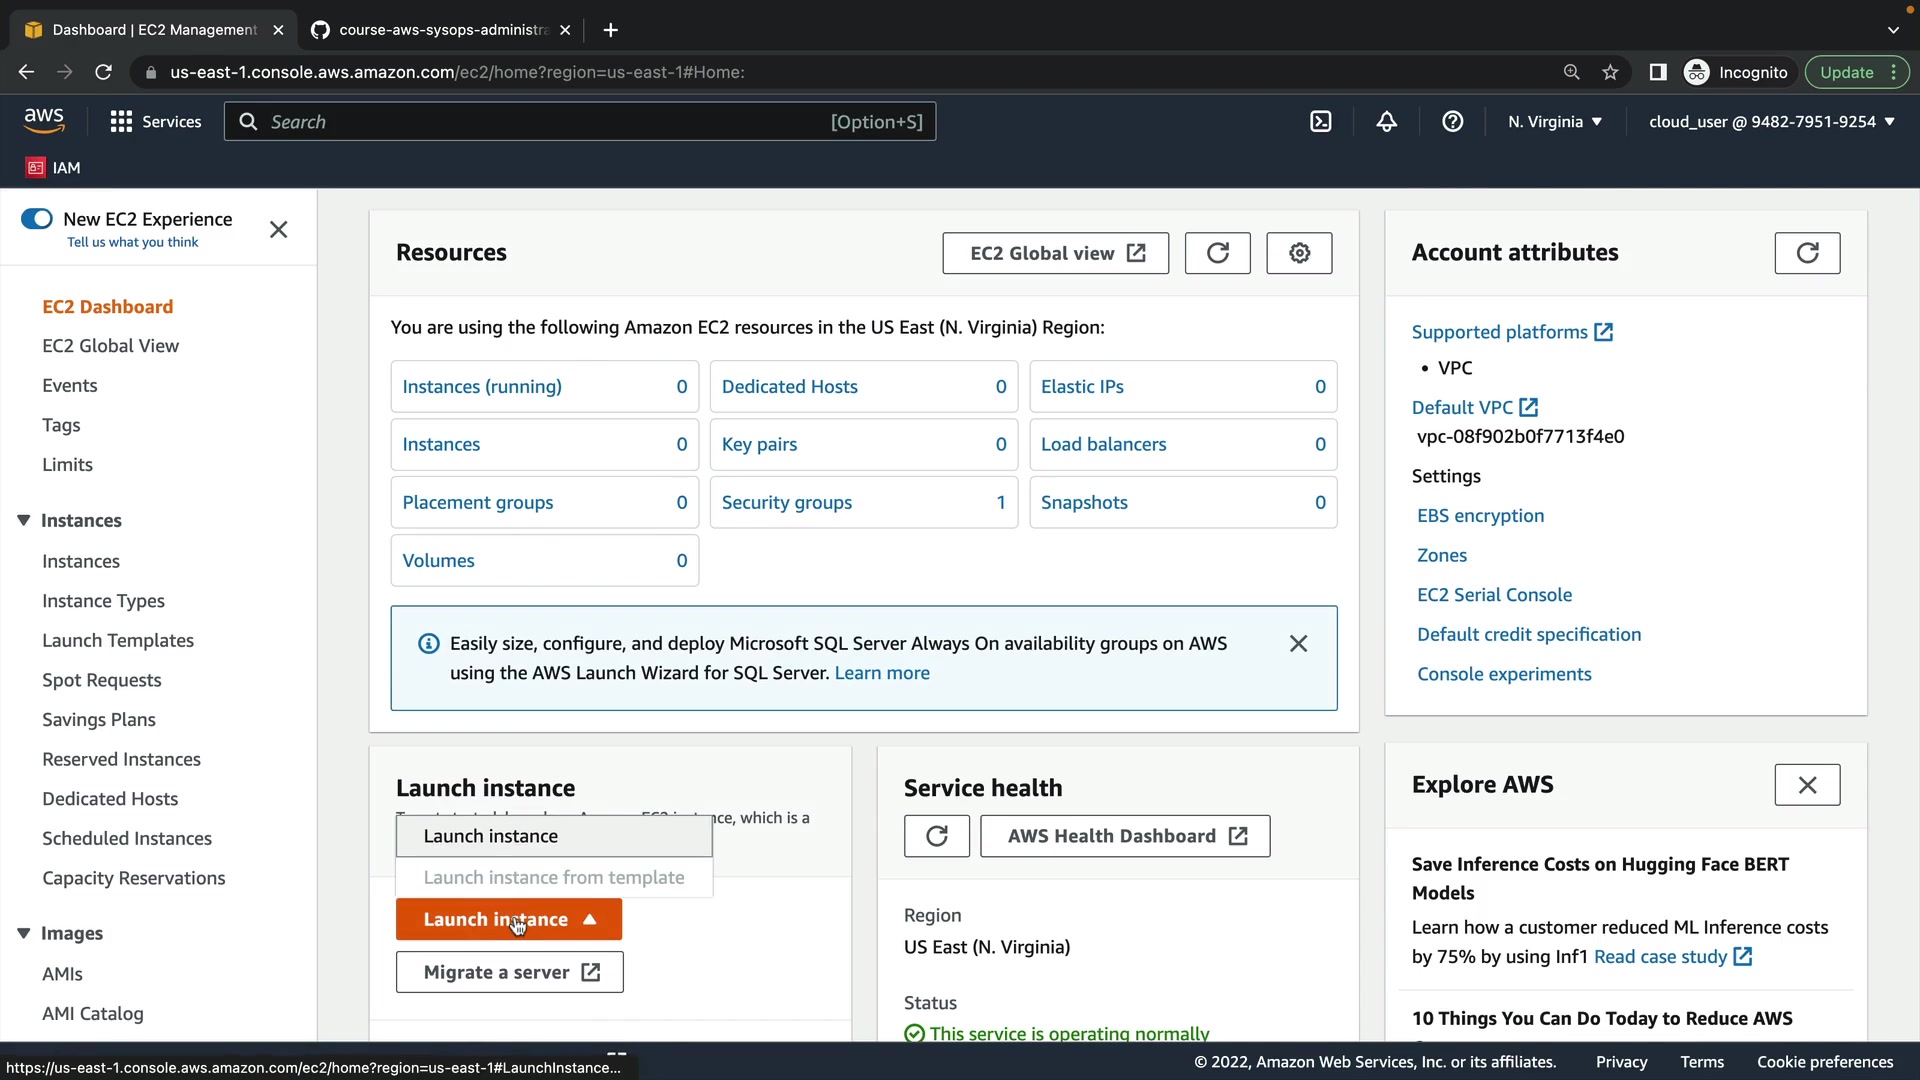 Dashboard | EC2 Management
course-aws-sysops-administra
us-east-1.console.aws.amazon.com/ec2/home?region=us-east-1#Home:
Incognito
Update
aws
Services
Search
[Option+S]
N. Virginia
cloud_user @ 9482-7951-9254
IAM
New EC2 Experience
Tell us what you think
EC2 Dashboard
EC2 Global View
Events
Tags
Limits
Instances
Instances
Instance Types
Launch Templates
Spot Requests
Savings Plans
Reserved Instances
Dedicated Hosts
Scheduled Instances
Capacity Reservations
Images
AMIs
AMI Catalog
Resources
EC2 Global view
You are using the following Amazon EC2 resources in the US East (N. Virginia) Region:
Instances (running) 0
Dedicated Hosts 0
Elastic IPs 0
Instances 0
Key pairs 0
Load balancers 0
Placement groups 0
Security groups 1
Snapshots 0
Volumes 0
Easily size, configure, and deploy Microsoft SQL Server Always On availability groups on AWS
using the AWS Launch Wizard for SQL Server. Learn more
Launch instance
which is a
Launch instance
Launch instance from template
Launch instance
Migrate a server
Service health
AWS Health Dashboard
Region
US East (N. Virginia)
Status
This service is operating normally
Account attributes
Supported platforms
• VPC
Default VPC
vpc-08f902b0f7713f4e0
Settings
EBS encryption
Zones
EC2 Serial Console
Default credit specification
Console experiments
Explore AWS
Save Inference Costs on Hugging Face BERT
Models
Learn how a customer reduced ML Inference costs
by 75% by using Inf1 Read case study
10 Things You Can Do Today to Reduce AWS
https://us-east-1.console.aws.amazon.com/ec2/home?region=us-east-1#LaunchInstance...
© 2022, Amazon Web Services, Inc. or its affiliates.
Privacy
Terms
Cookie preferences